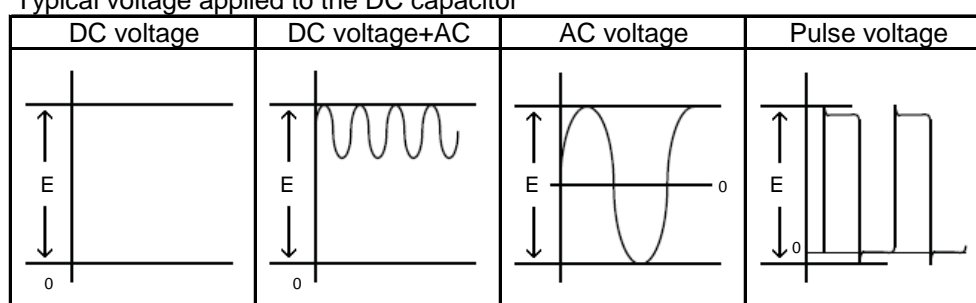 Typical voltage applied to the DC capacitor
DC voltage DC voltage+AC AC voltage Pulse voltage
E E E 0 E
0
0 0